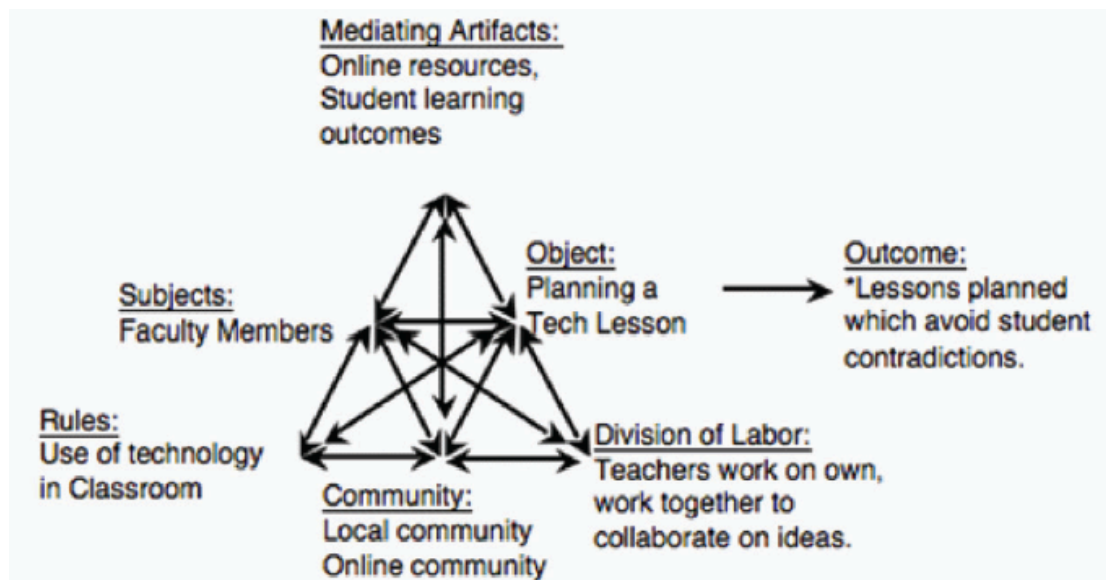 Mediating Artifacts:
Online resources,
Student learning
outcomes
Subjects:
Faculty Members
Object:
Planning a
Tech Lesson
Outcome:
*Lessons planned
which avoid student
contradictions.
Rules:
Use of technology
in Classroom
Community:
Local community
Online community
Division of Labor:
Teachers work on own,
work together to
collaborate on ideas.